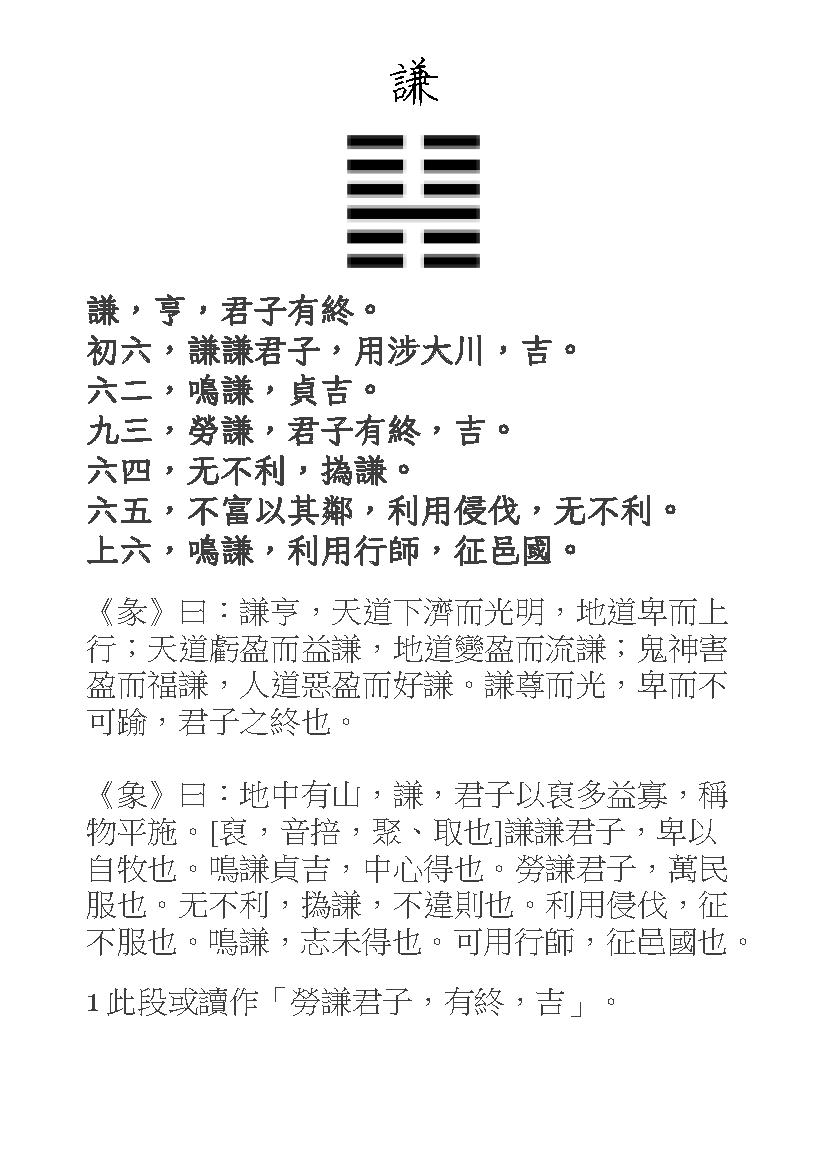 謙
謙，亨，君子有終。
初六，謙謙君子，用涉大川，吉。
六二，鳴謙，貞吉。
九三，勞謙，君子有終，吉。
六四，无不利，撝謙。
六五，不富以其鄰，利用侵伐，无不利。
上六，鳴謙，利用行師，征邑國。
《彖》曰：謙亨，天道下濟而光明，地道卑而上
行；天道虧盈而益謙，地道變盈而流謙；鬼神害
盈而福謙，人道惡盈而好謙。謙尊而光，卑而不
可踰，君子之終也。
《象》曰：地中有山，謙，君子以裒多益寡，稱
物平施。[裒，音掊，聚、取也]謙謙君子，卑以
自牧也。鳴謙貞吉，中心得也。勞謙君子，萬民
服也。无不利，撝謙，不違則也。利用侵伐，征
不服也。鳴謙，志未得也。可用行師，征邑國也。
1 此段或讀作「勞謙君子，有終，吉」。